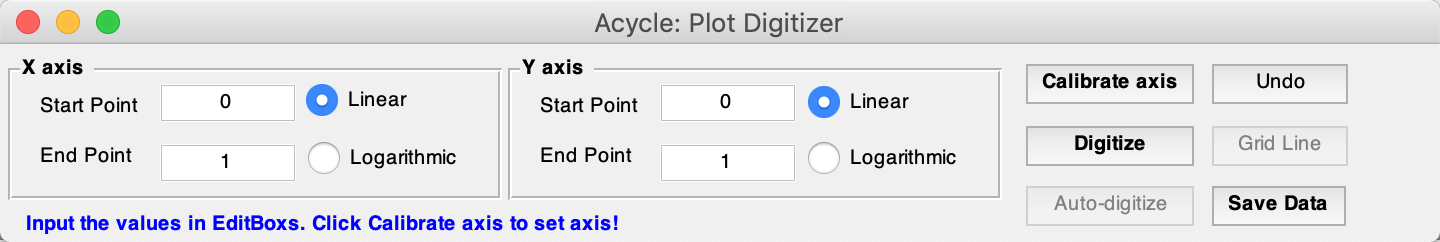 Acycle: Plot Digitizer
X axis
Start Point 0 Linear
End Point 1 Logarithmic
Y axis
Start Point 0 Linear
End Point 1 Logarithmic
Calibrate axis Undo
Digitize Grid Line
Auto-digitize Save Data
Input the values in EditBoxs. Click Calibrate axis to set axis!